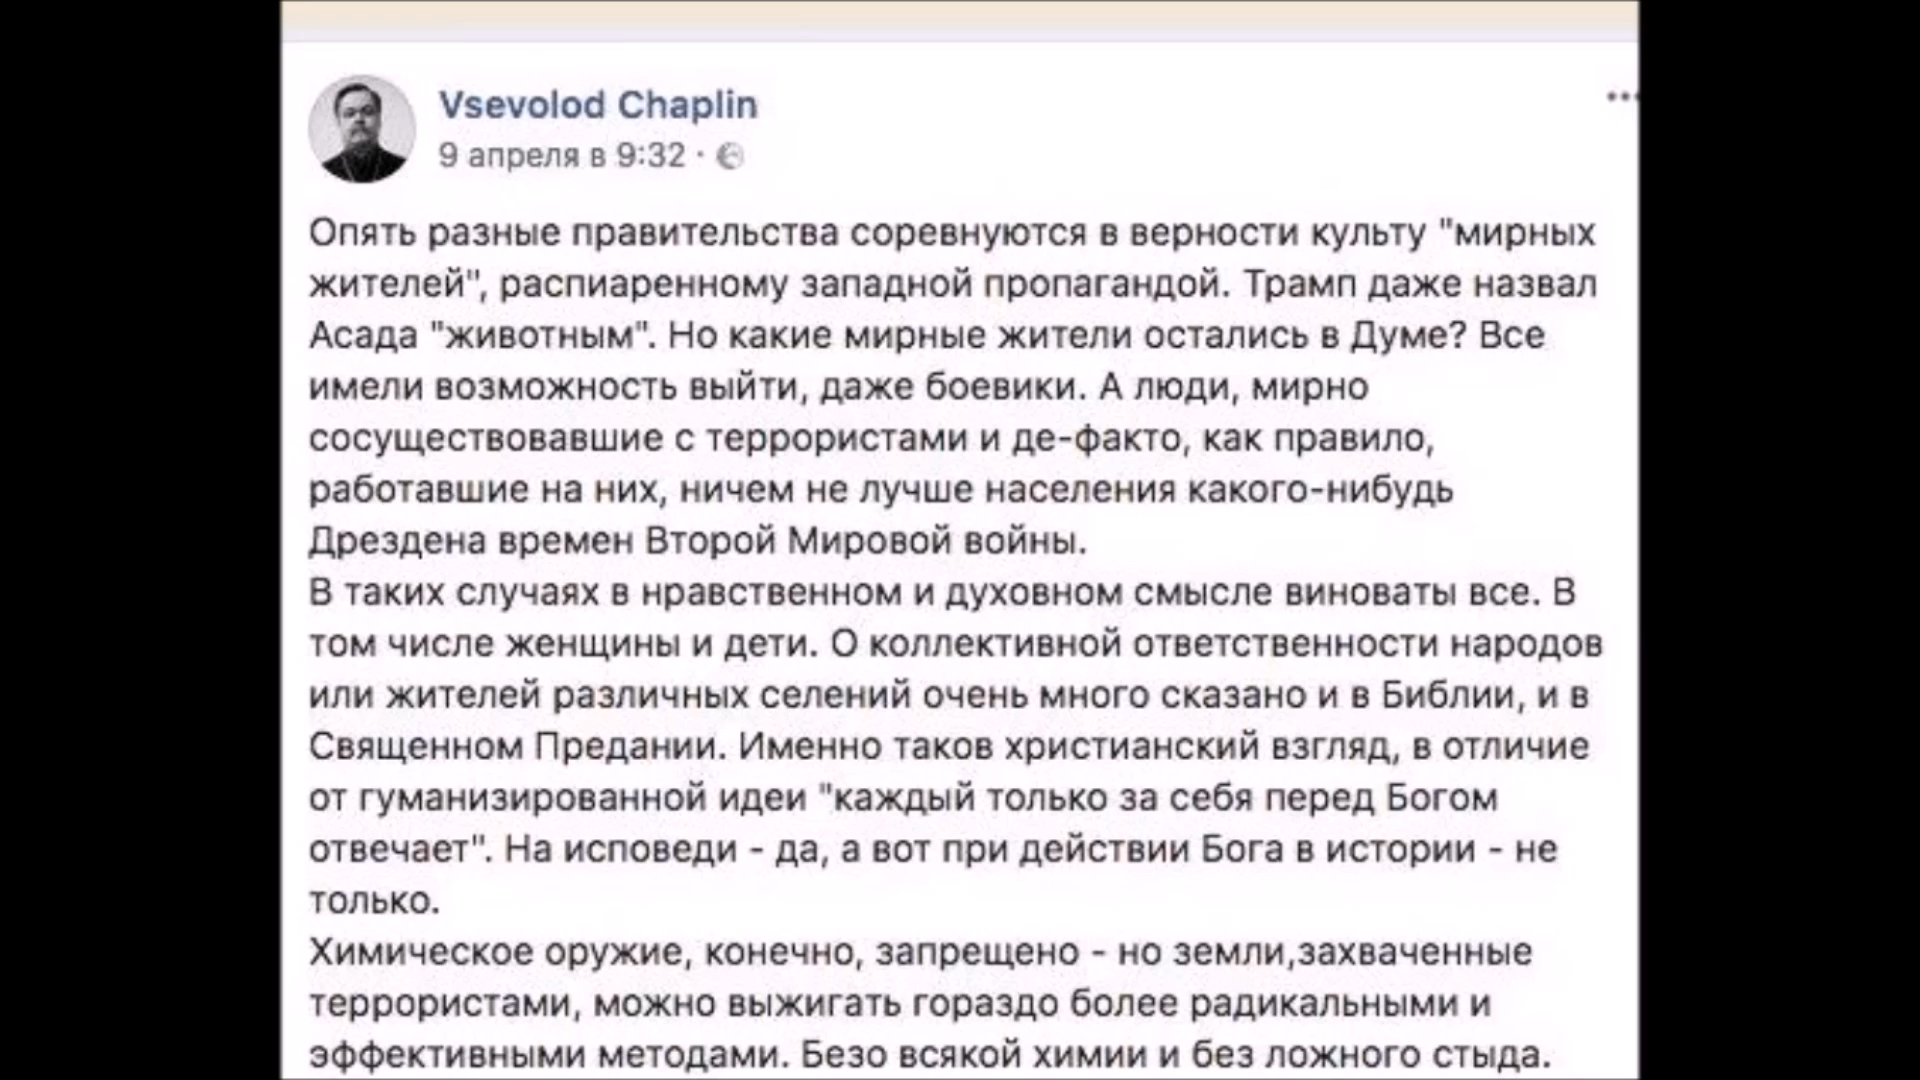 Vsevolod Chaplin
9 апреля в 9:32 ·
Опять разные правительства соревнуются в верности культу "мирных
жителей", распиаренному западной пропагандой. Трамп даже назвал
Асада "животным". Но какие мирные жители остались в Думе? Все
имели возможность выйти, даже боевики. А люди, мирно
сосуществовавшие с террористами и де-факто, как правило,
работавшие на них, ничем не лучше населения какого-нибудь
Дрездена времен Второй Мировой войны.
В таких случаях в нравственном и духовном смысле виноваты все. В
том числе женщины и дети. О коллективной ответственности народов
или жителей различных селений очень много сказано и в Библии, и в
Священном Предании. Именно таков христианский взгляд, в отличие
от гуманизированной идеи "каждый только за себя перед Богом
отвечает". На исповеди - да, а вот при действии Бога в истории - не
только.
Химическое оружие, конечно, запрещено - но земли,захваченные
террористами, можно выжигать гораздо более радикальными и
эффективными методами. Безо всякой химии и без ложного стыда.